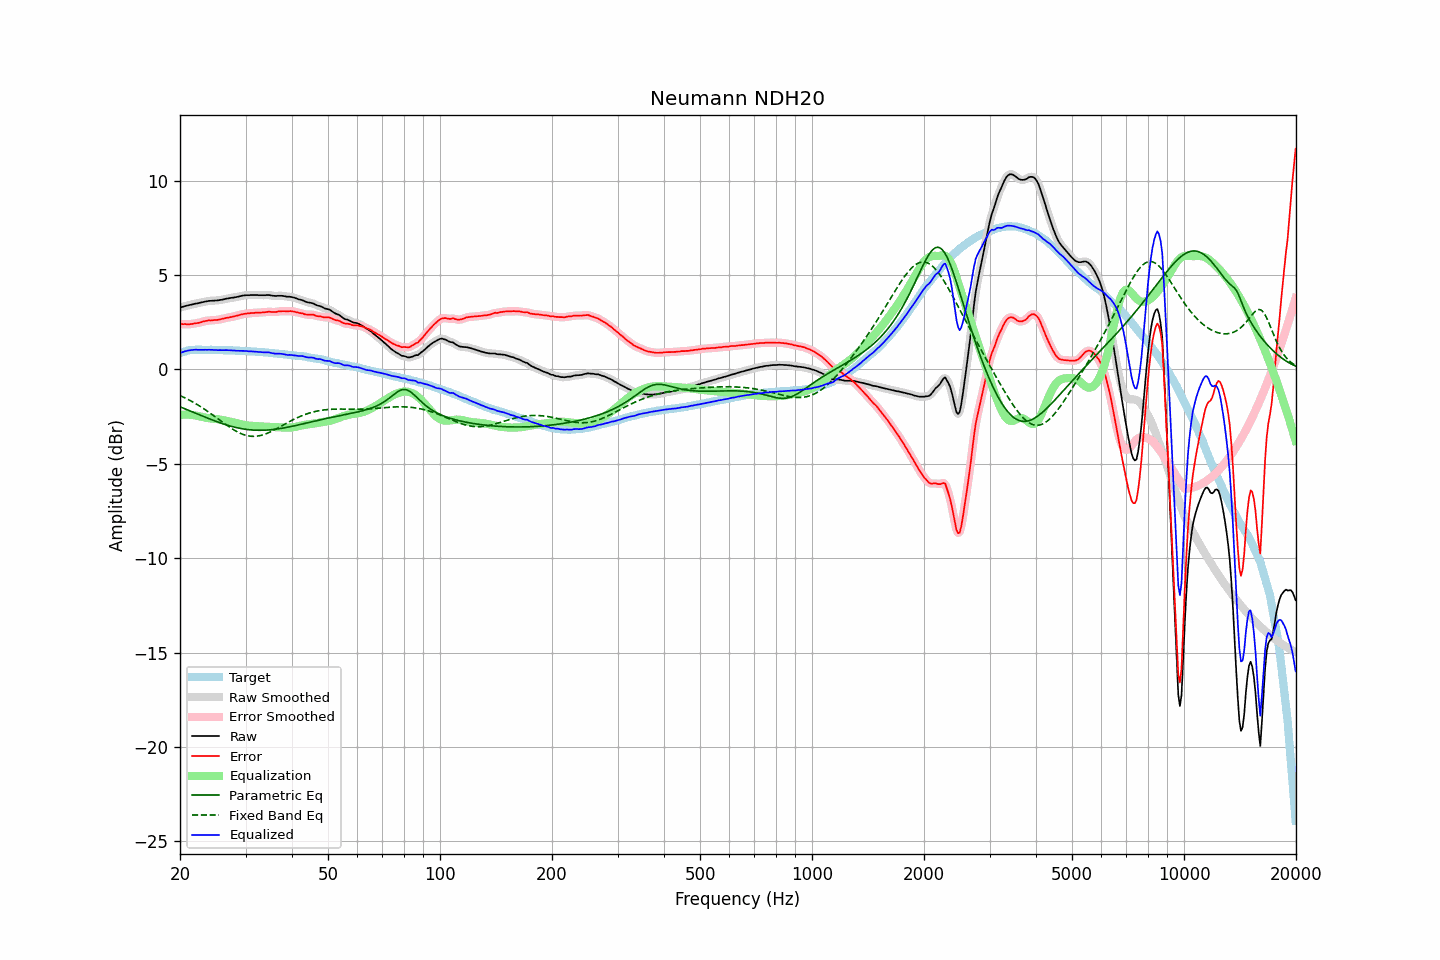 Neumann NDH20
Amplitude (dBr)
10
5
0
−5
−10
−15
−20
−25
Target
Raw Smoothed
Error Smoothed
Raw
Error
Equalization
Parametric Eq
Fixed Band Eq
Equalized
20 50 100 200 500 1000 2000 5000 10000 20000
Frequency (Hz)